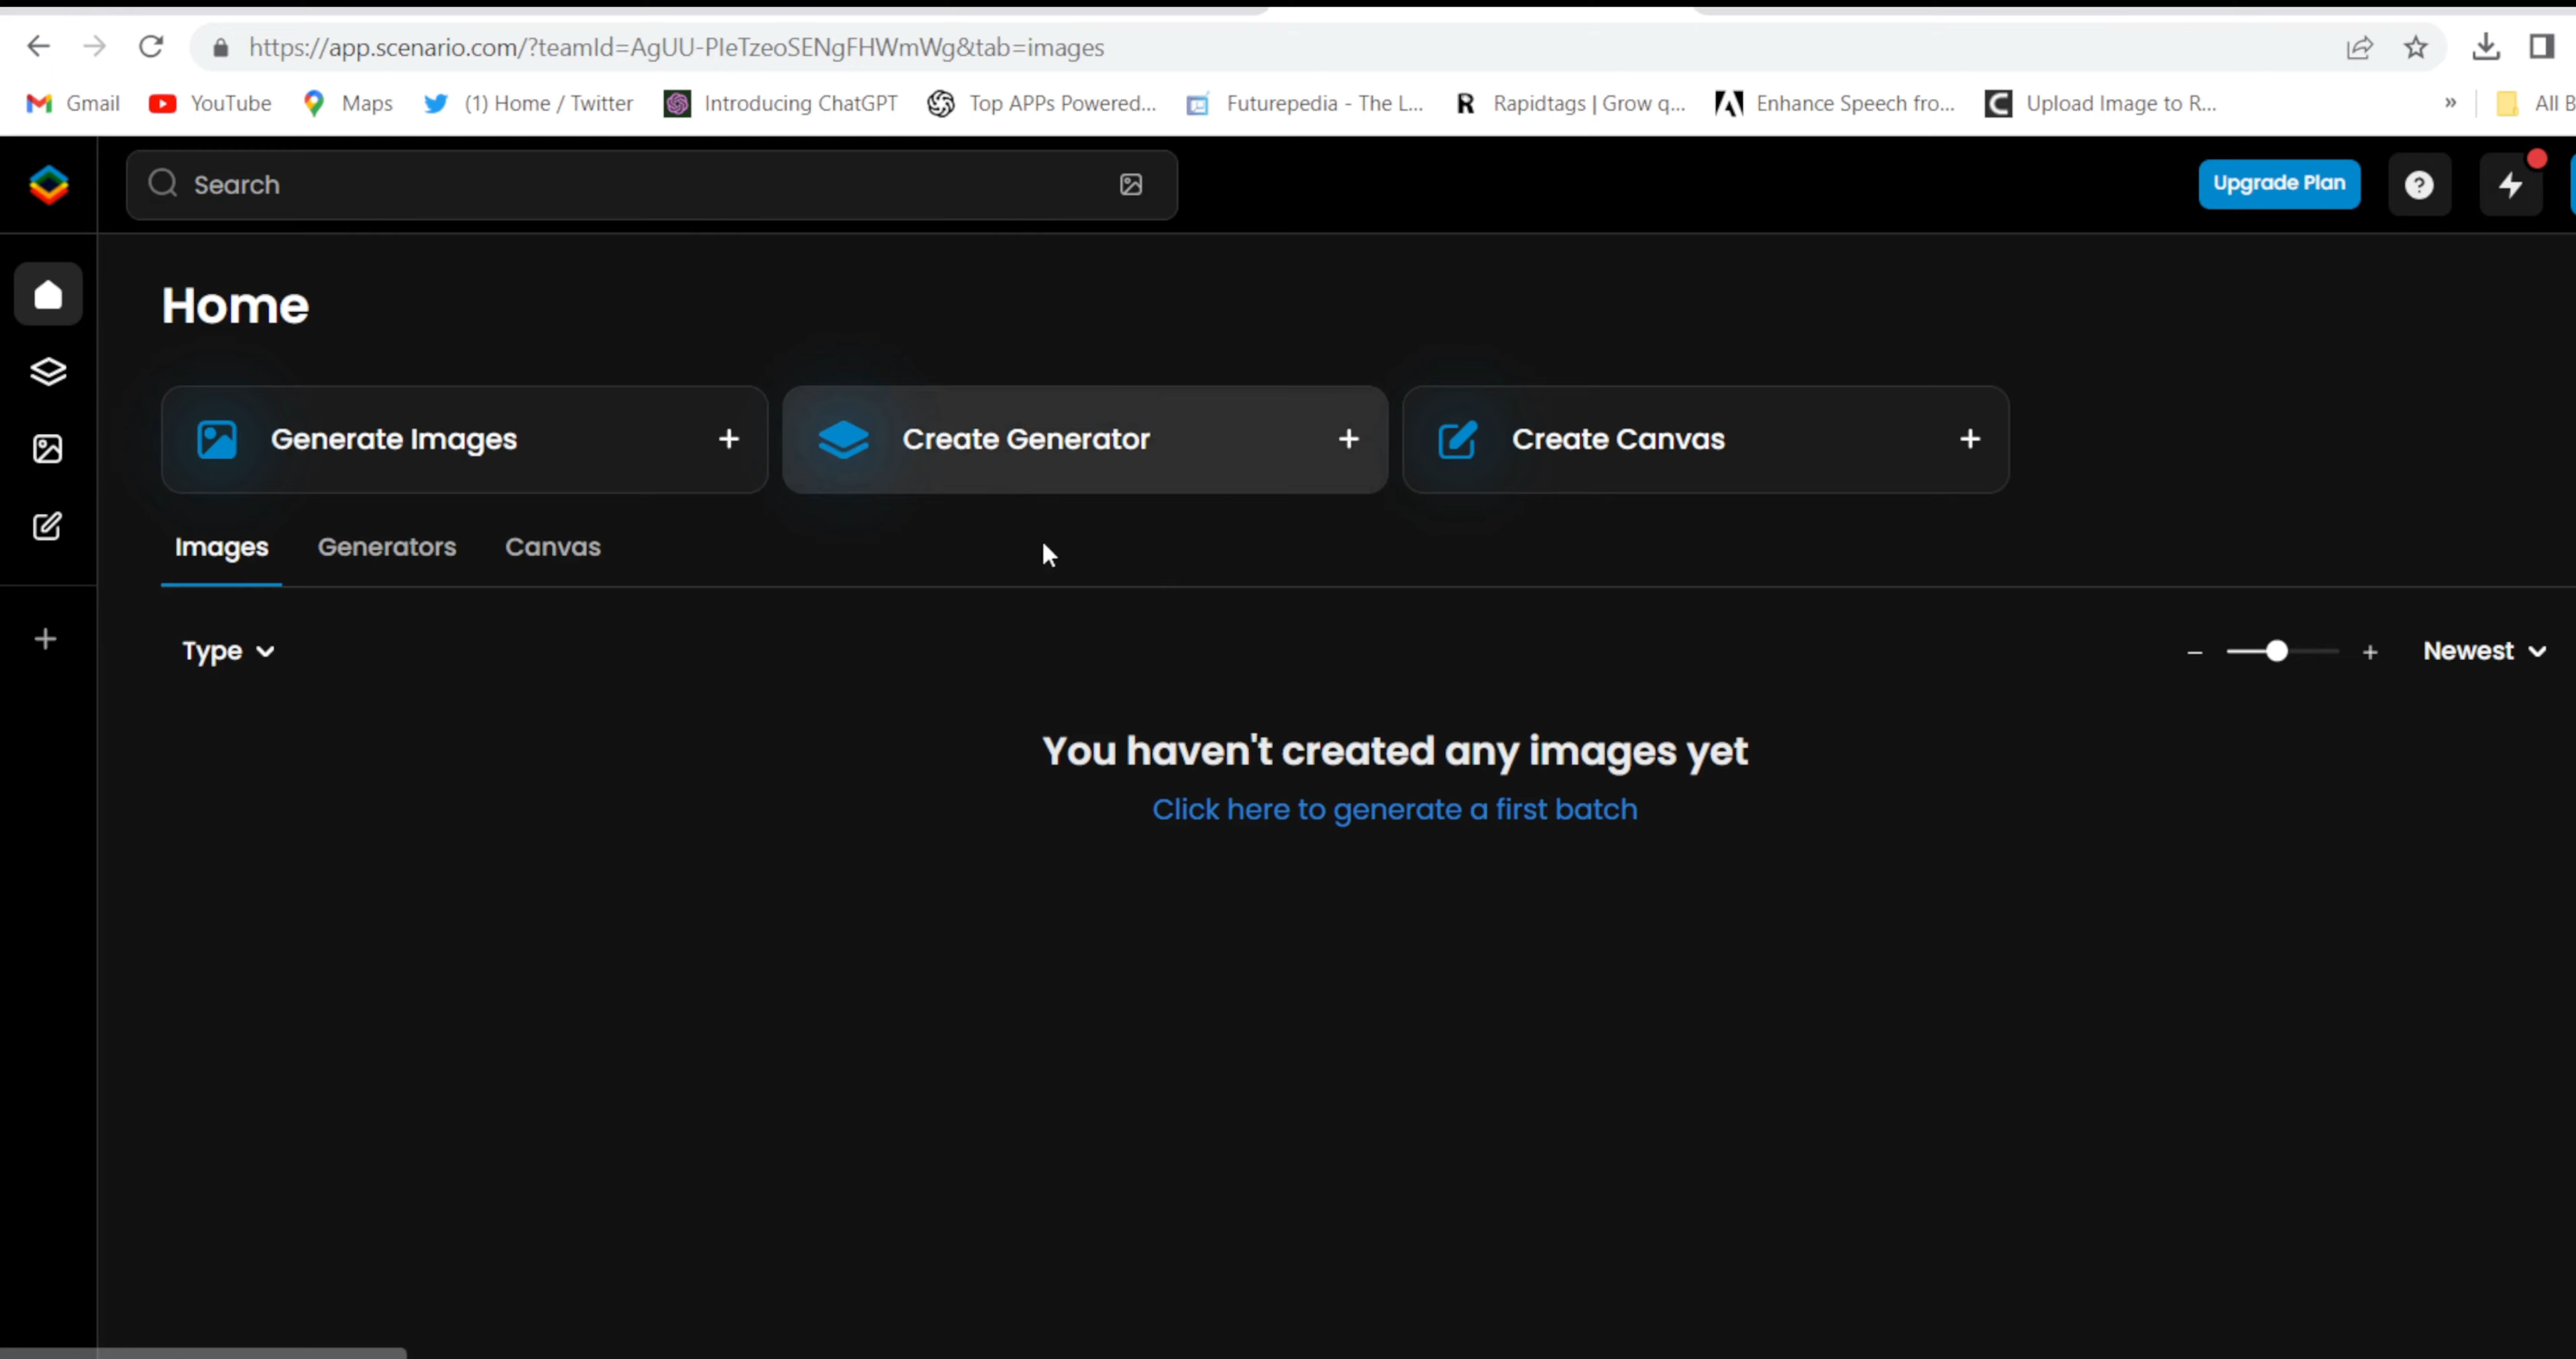 https://app.scenario.com/?teamId=AgUU-PIeTzeoSENgFHWmWg&tab=images
Gmail YouTube Maps (1) Home / Twitter Introducing ChatGPT Top APPs Powered... Futurepedia - The L... Rapidtags | Grow q... Enhance Speech fro... Upload Image to R... » All B
Search Upgrade Plan
Home
Generate Images + Create Generator + Create Canvas +
Images Generators Canvas
Type Newest
You haven't created any images yet
Click here to generate a first batch